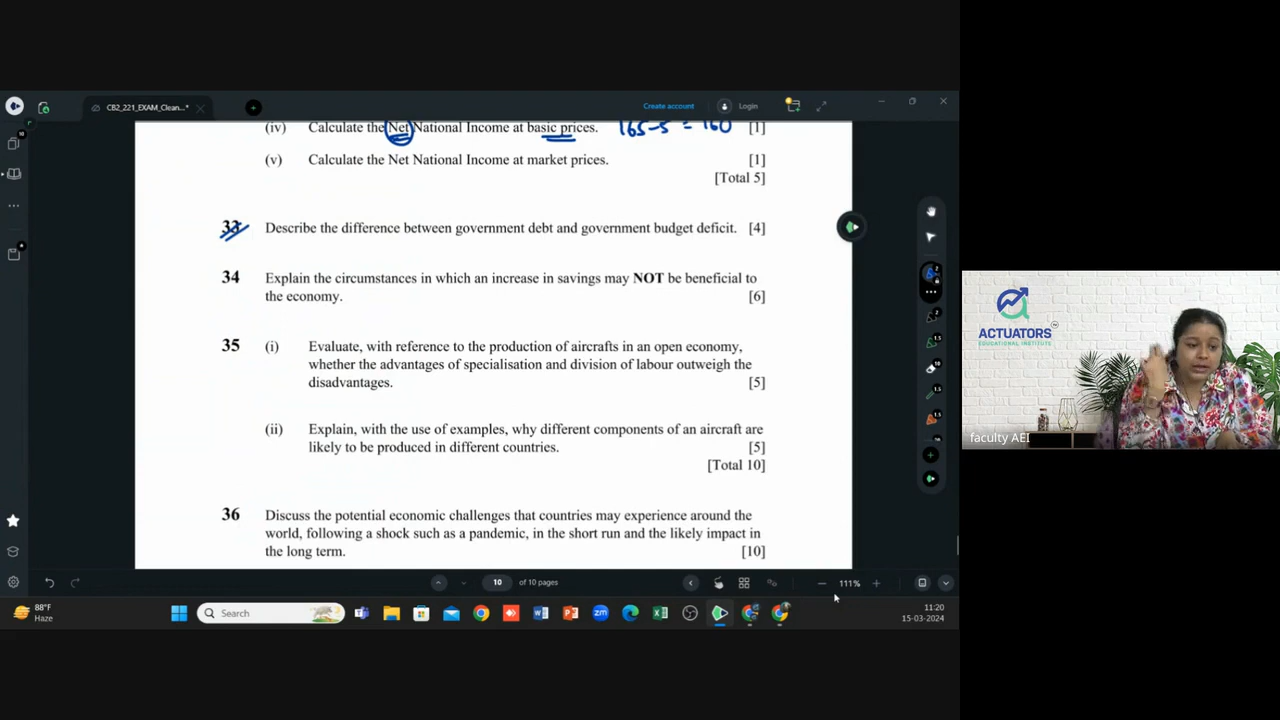 CB2_221_EXAM_Clean...*
Create account
Login
(iv) Calculate the Net National Income at basic prices. 165-5 = 160 [1]
(v) Calculate the Net National Income at market prices. [1]
[Total 5]
33 Describe the difference between government debt and government budget deficit. [4]
34 Explain the circumstances in which an increase in savings may NOT be beneficial to
the economy. [6]
35 (i) Evaluate, with reference to the production of aircrafts in an open economy,
whether the advantages of specialisation and division of labour outweigh the
disadvantages. [5]
(ii) Explain, with the use of examples, why different components of an aircraft are
likely to be produced in different countries. [5]
[Total 10]
36 Discuss the potential economic challenges that countries may experience around the
world, following a shock such as a pandemic, in the short run and the likely impact in
the long term. [10]
10 of 10 pages
111%
88°F
Haze
Search
11:20
15-03-2024
ACTUATORS
EDUCATIONAL INSTITUTE
faculty AEI